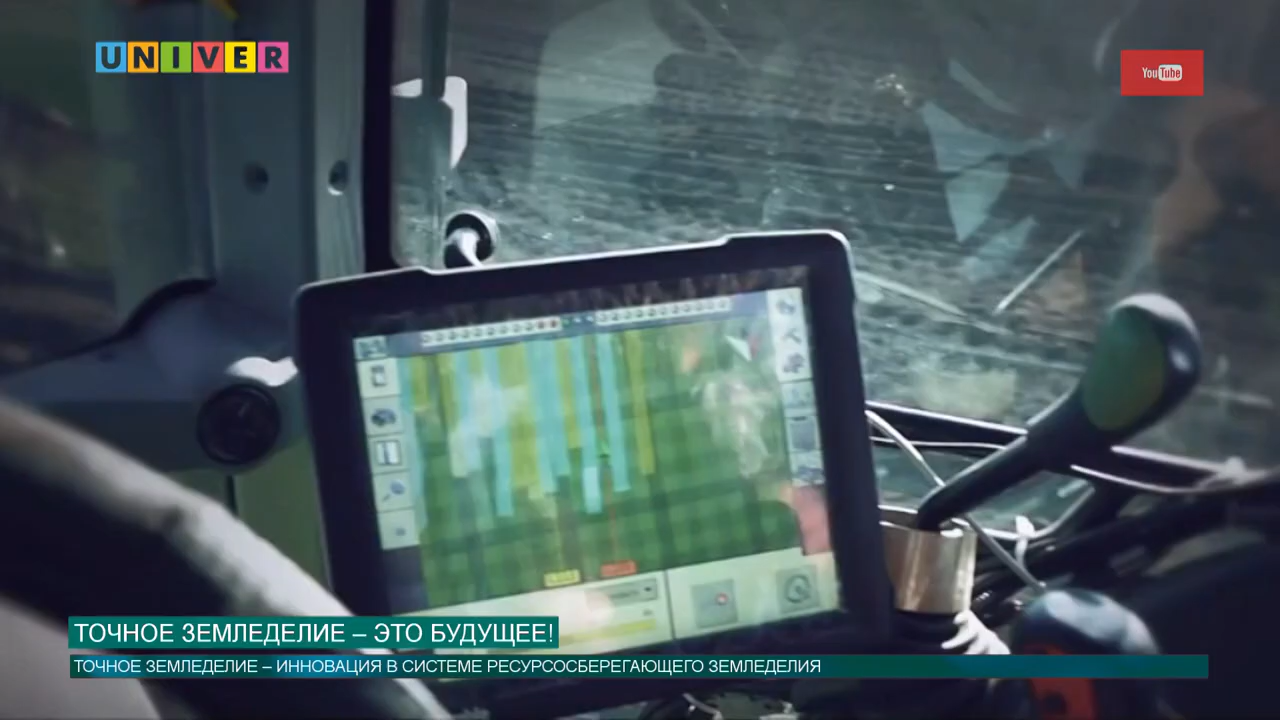 UNIVER
YouTube
ТОЧНОЕ ЗЕМЛЕДЕЛИЕ – ЭТО БУДУЩЕЕ!
ТОЧНОЕ ЗЕМЛЕДЕЛИЕ – ИННОВАЦИЯ В СИСТЕМЕ РЕСУРСОСБЕРЕГАЮЩЕГО ЗЕМЛЕДЕЛИЯ